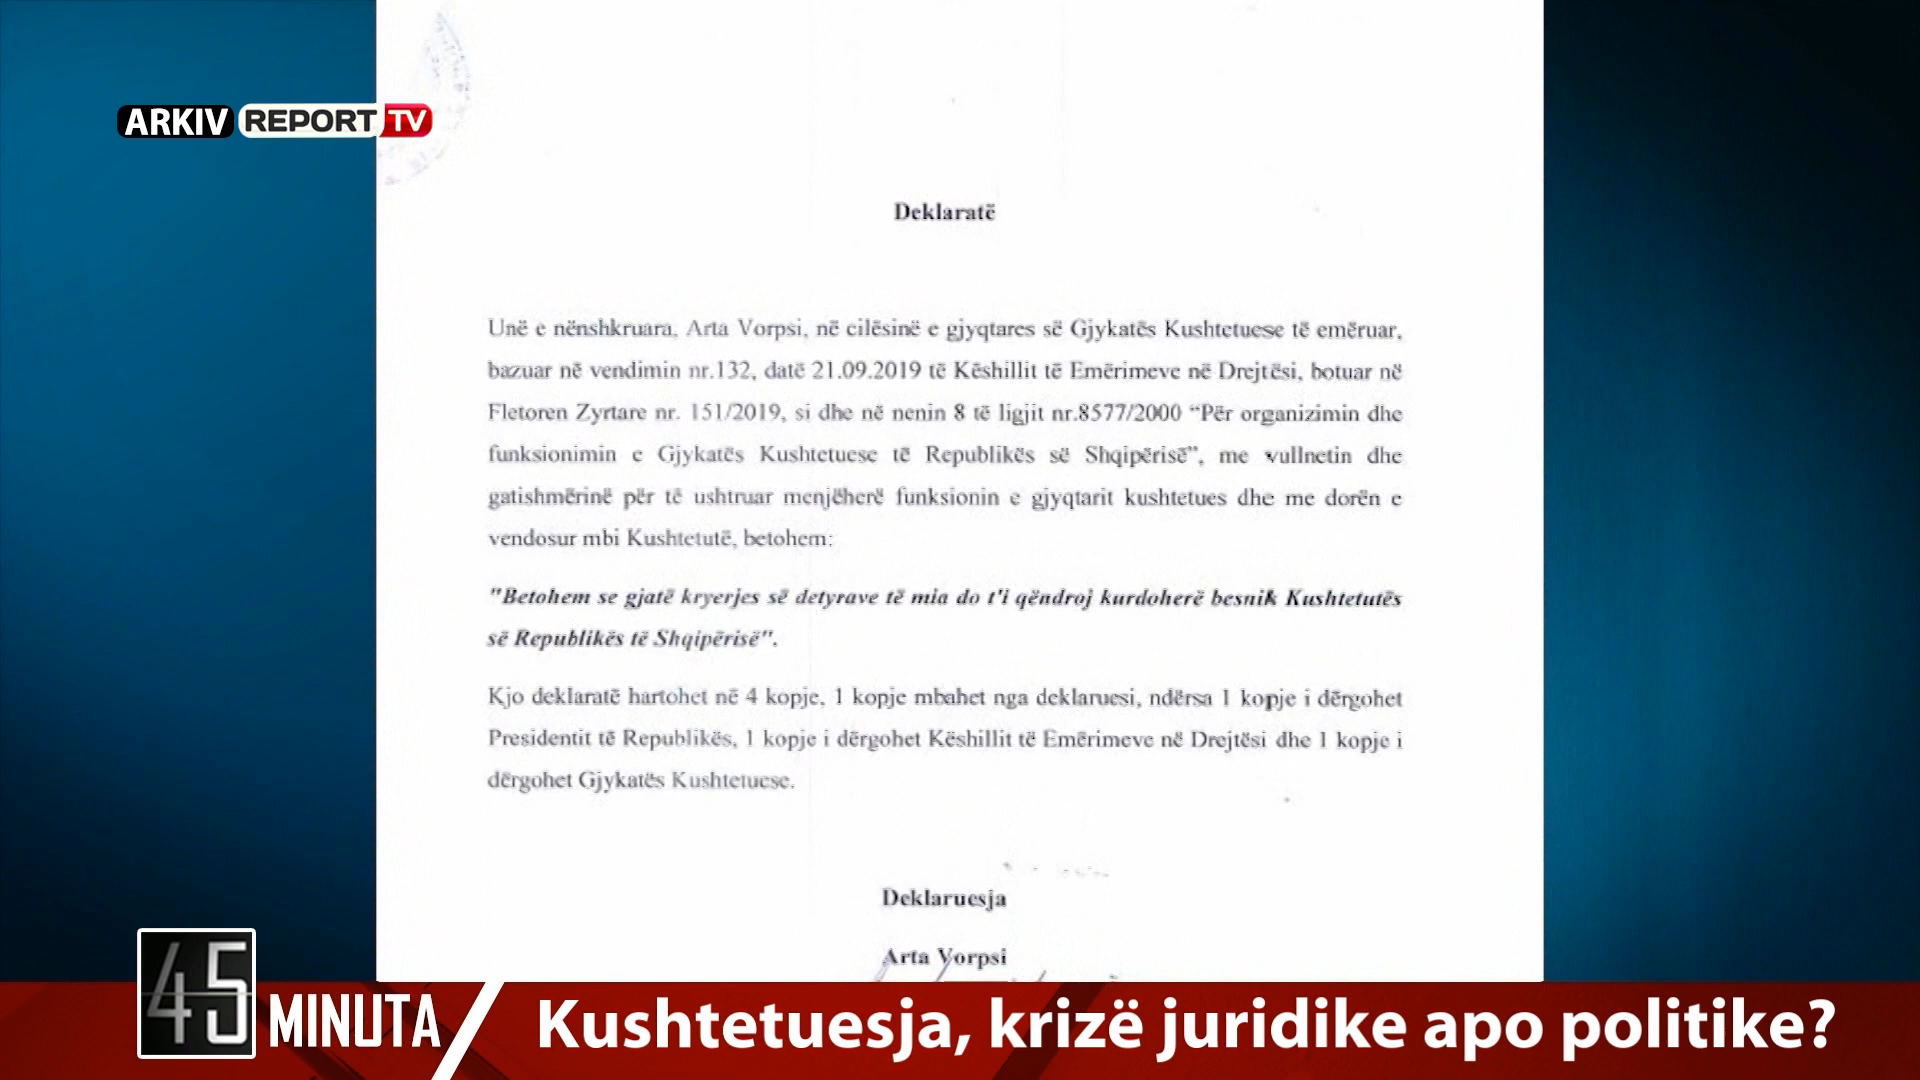 ARKIV REPORT TV
Deklaratë
Unë e nënshkruara, Arta Vorpsi, në cilësinë e gjyqtares së Gjykatës Kushtetuese të emëruar,
bazuar në vendimin nr.132, datë 21.09.2019 të Këshillit të Emërimeve në Drejtësi, botuar në
Fletoren Zyrtare nr. 151/2019, si dhe në nenin 8 të ligjit nr.8577/2000 “Për organizimin dhe
funksionimin e Gjykatës Kushtetuese të Republikës së Shqipërisë”, me vullnetin dhe
gatishmërinë për të ushtruar menjëherë funksionin e gjyqtarit kushtetues dhe me dorën e
vendosur mbi Kushtetutë, betohem:
"Betohem se gjatë kryerjes së detyrave të mia do t'i qëndroj kurdoherë besnik Kushtetutës
së Republikës të Shqipërisë".
Kjo deklaratë hartohet në 4 kopje, 1 kopje mbahet nga deklaruesi, ndërsa 1 kopje i dërgohet
Presidentit të Republikës, 1 kopje i dërgohet Këshillit të Emërimeve në Drejtësi dhe 1 kopje i
dërgohet Gjykatës Kushtetuese.
Deklaruesja
Arta Vorpsi
45 MINUTA
Kushtetuesja, krizë juridike apo politike?